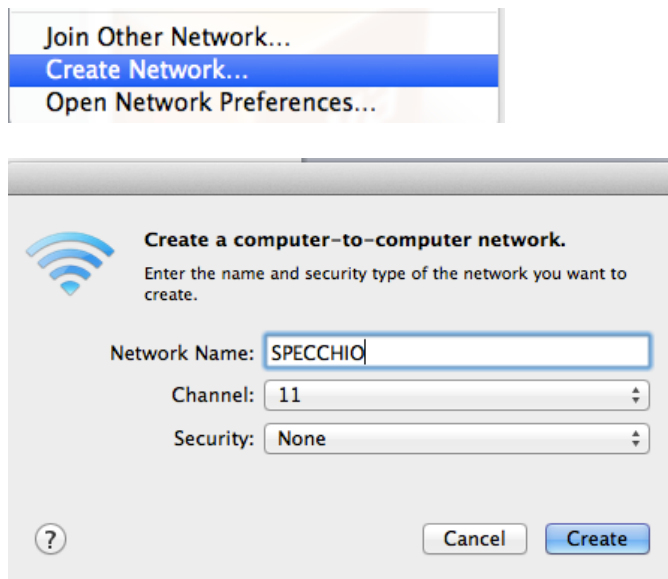 Join Other Network...
Create Network...
Open Network Preferences...
Create a computer-to-computer network.
Enter the name and security type of the network you want to
create.
Network Name: SPECCHIO
Channel: 11
Security: None
? Cancel Create